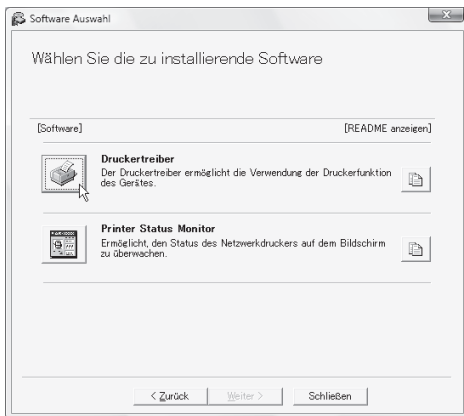 Software Auswahl
Wählen Sie die zu installierende Software
[Software] [README anzeigen]
Druckertreiber
Der Druckertreiber ermöglicht die Verwendung der Druckerfunktion
des Gerätes.
Printer Status Monitor
Ermöglicht, den Status des Netzwerkdruckers auf dem Bildschirm
zu überwachen.
< Zurück Weiter > Schließen